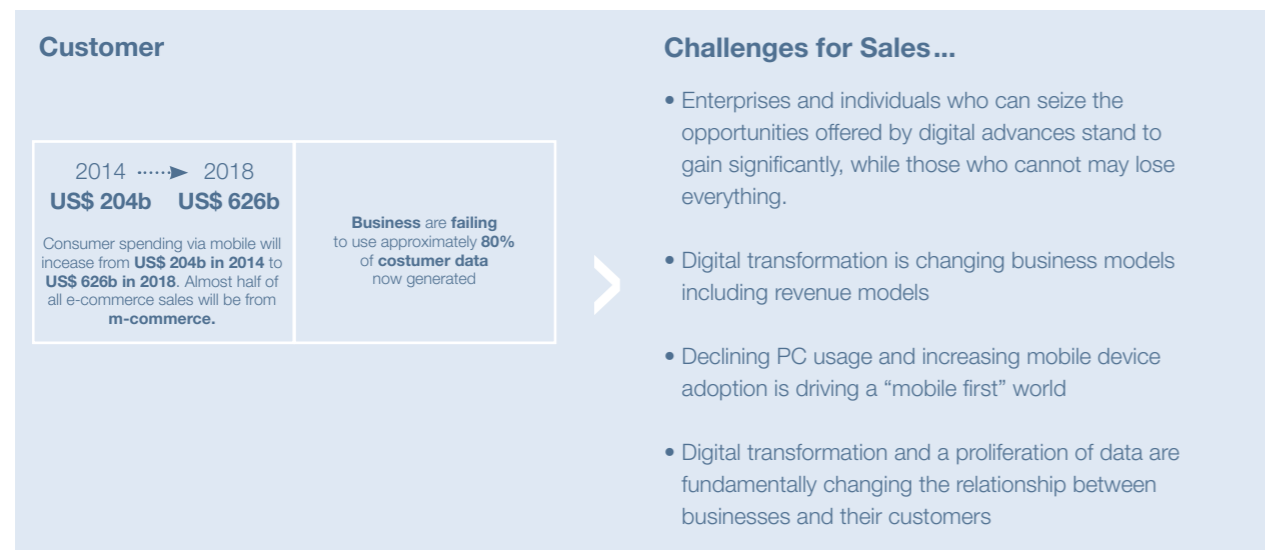 Customer
2014 ······► 2018
US$ 204b US$ 626b
Consumer spending via mobile will
incease from US$ 204b in 2014 to
US$ 626b in 2018. Almost half of
all e-commerce sales will be from
m-commerce.
Business are failing
to use approximately 80%
of costumer data
now generated
Challenges for Sales...
• Enterprises and individuals who can seize the
opportunities offered by digital advances stand to
gain significantly, while those who cannot may lose
everything.
• Digital transformation is changing business models
including revenue models
• Declining PC usage and increasing mobile device
adoption is driving a “mobile first” world
• Digital transformation and a proliferation of data are
fundamentally changing the relationship between
businesses and their customers